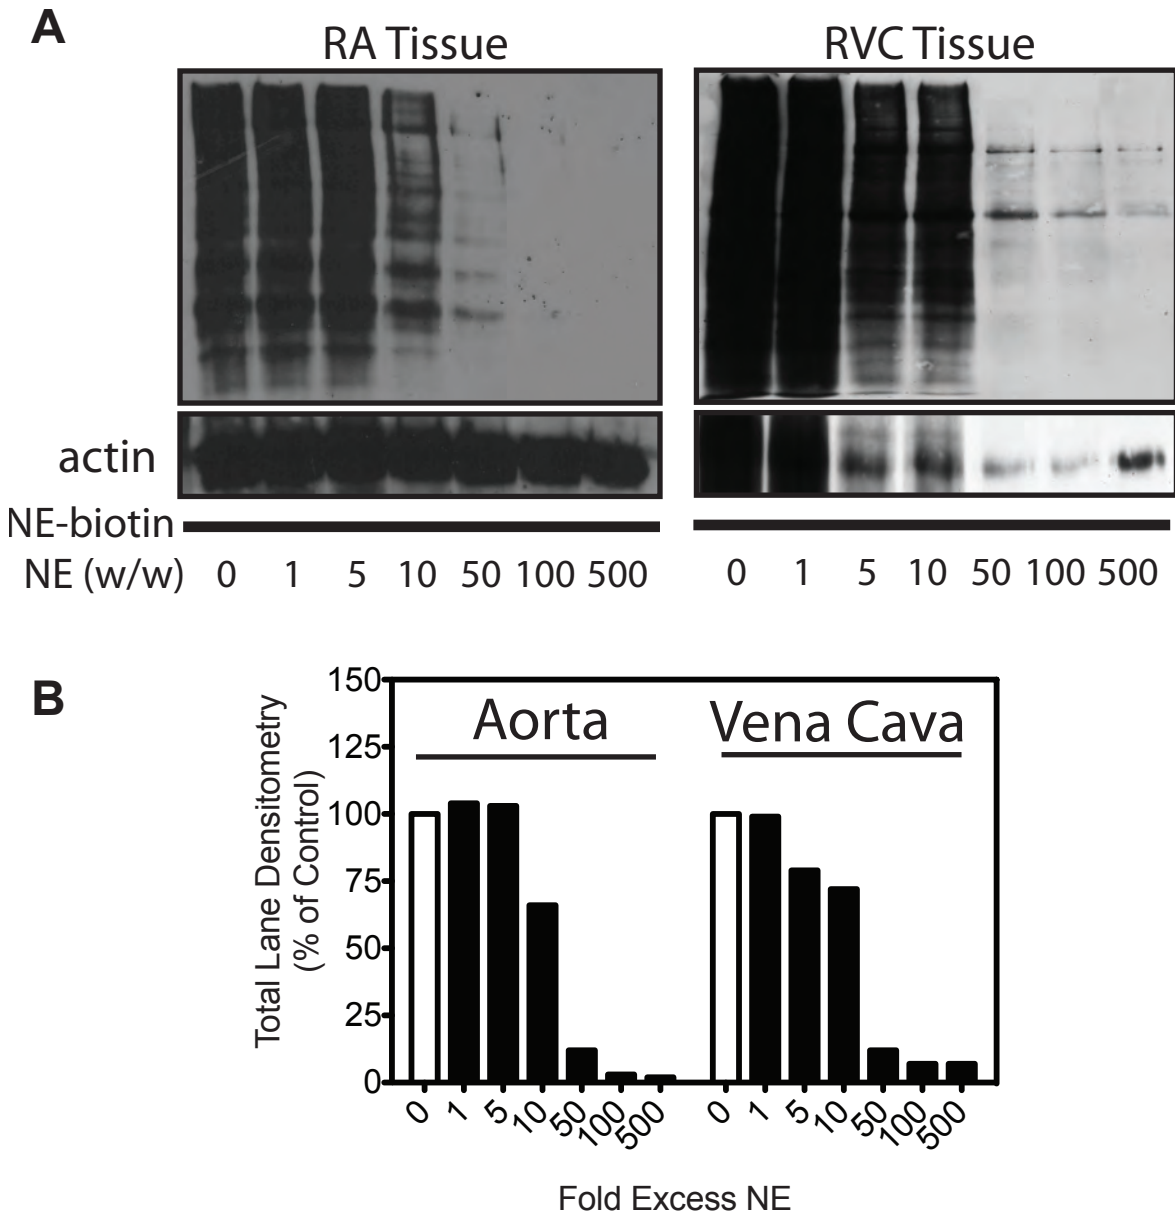 A
RA Tissue
RVC Tissue
actin
NE-biotin
NE (w/w) 0 1 5 10 50 100 500
0 1 5 10 50 100 500
B
Total Lane Densitometry
(% of Control)
150
125
100
75
50
25
0
Aorta
Vena Cava
0 1 5 10 50 100 500
0 1 5 10 50 100 500
Fold Excess NE